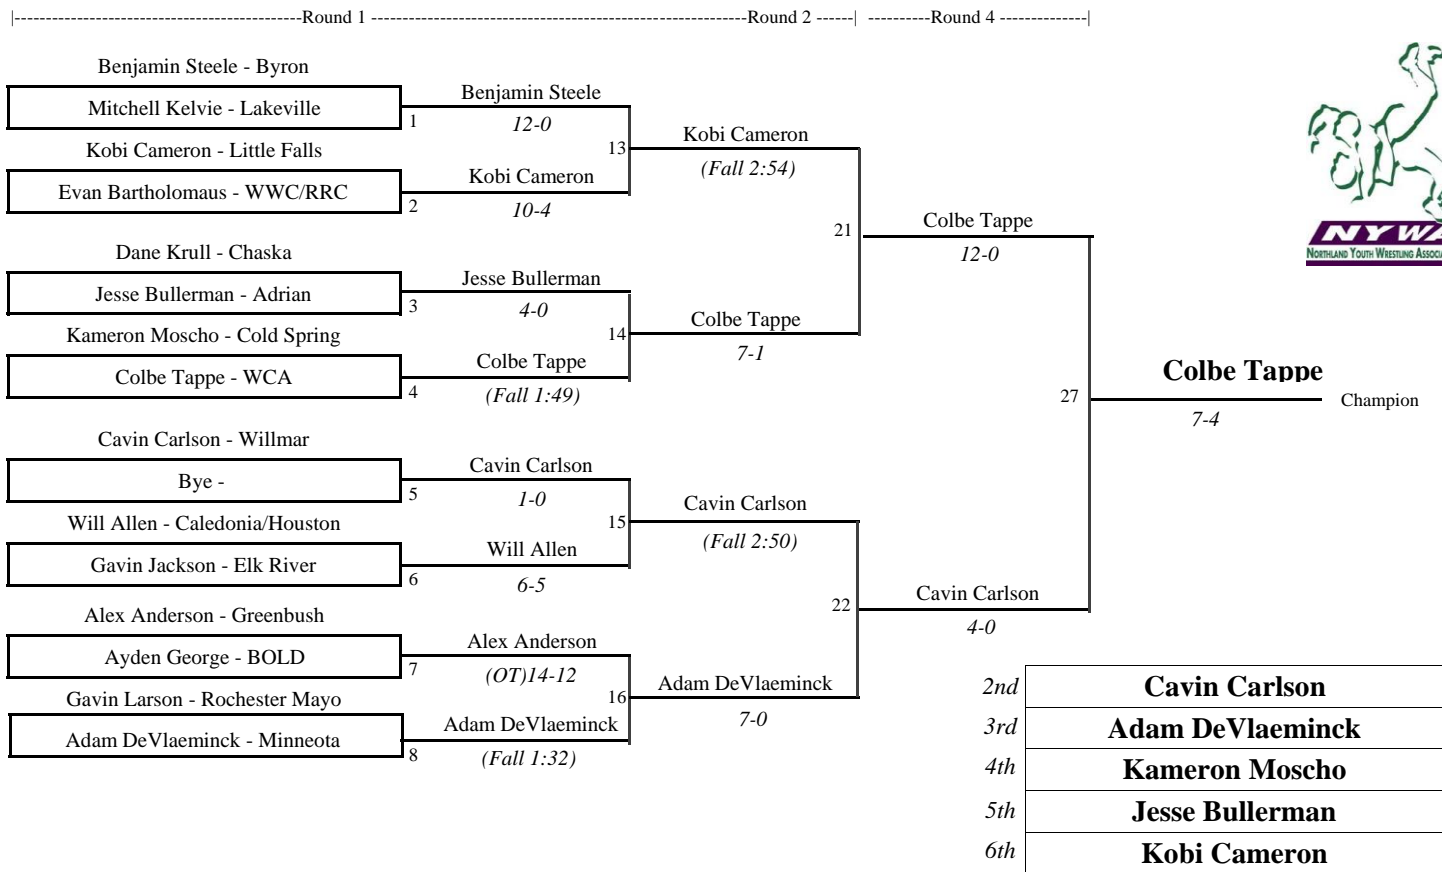 |-----------------------------------------------Round 1 -------------------------------------------------------------Round 2 ------| ----------Round 4 --------------|
Benjamin Steele - Byron
Mitchell Kelvie - Lakeville
1
Benjamin Steele
12-0
Kobi Cameron - Little Falls
Evan Bartholomaus - WWC/RRC
2
Kobi Cameron
10-4
13
Kobi Cameron
(Fall 2:54)
Dane Krull - Chaska
Jesse Bullerman - Adrian
3
Jesse Bullerman
4-0
Kameron Moscho - Cold Spring
Colbe Tappe - WCA
4
Colbe Tappe
(Fall 1:49)
14
Colbe Tappe
7-1
21
Colbe Tappe
12-0
Cavin Carlson - Willmar
Bye -
5
Cavin Carlson
1-0
Will Allen - Caledonia/Houston
Gavin Jackson - Elk River
6
Will Allen
6-5
15
Cavin Carlson
(Fall 2:50)
Alex Anderson - Greenbush
Ayden George - BOLD
7
Alex Anderson
(OT)14-12
Gavin Larson - Rochester Mayo
Adam DeVlaeminck - Minneota
8
Adam DeVlaeminck
(Fall 1:32)
16
Adam DeVlaeminck
7-0
22
Cavin Carlson
4-0
27
Colbe Tappe
7-4
Champion
NYWA
NORTHLAND YOUTH WRESTLING
2nd Cavin Carlson
3rd Adam DeVlaeminck
4th Kameron Moscho
5th Jesse Bullerman
6th Kobi Cameron